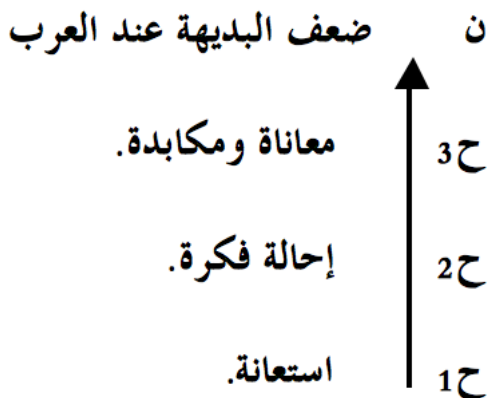 ن ضعف البديهة عند العرب
ح3 معاناة ومكابدة.
ح2 إحالة فكرة.
ح1 استعانة.